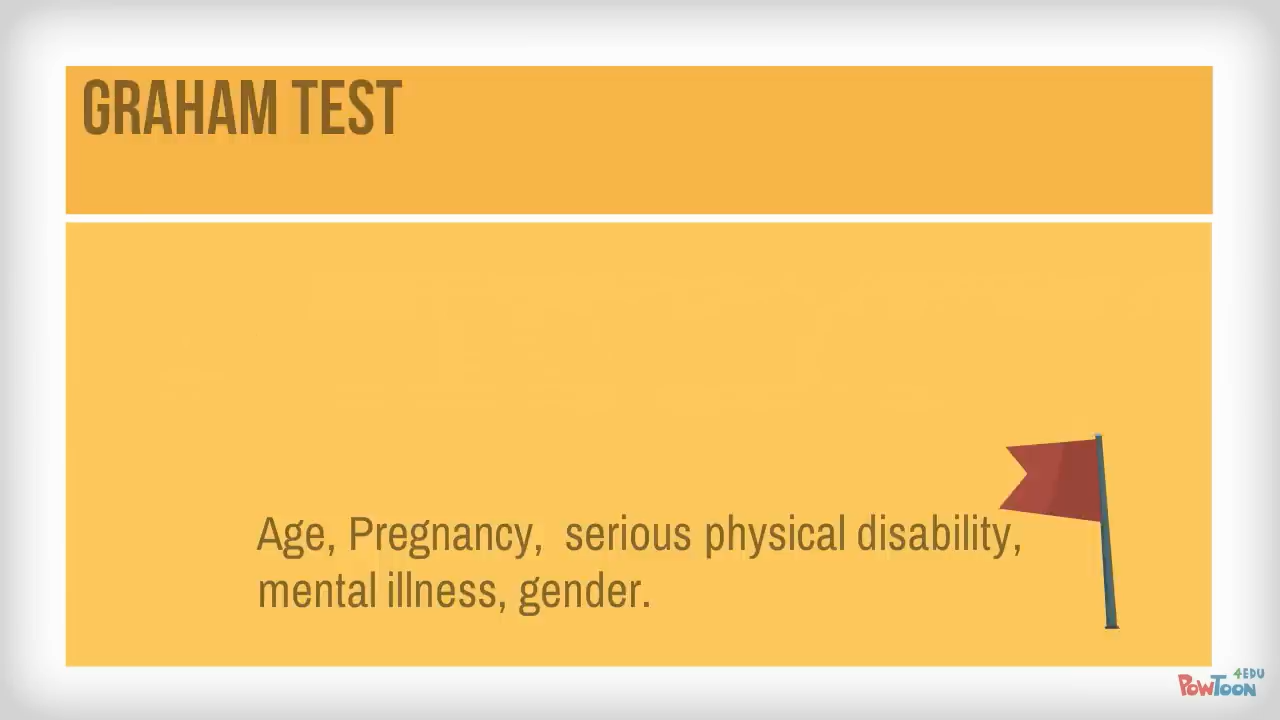 GRAHAM TEST
Age, Pregnancy,  serious physical disability,
mental illness, gender.
4EDU
POWTOON